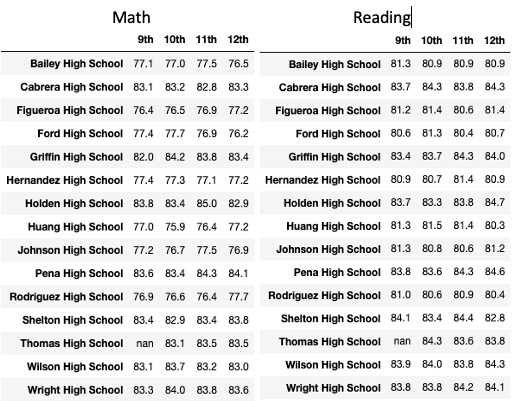 Math Reading
9th 10th 11th 12th 9th 10th 11th 12th
Bailey High School 77.1 77.0 77.5 76.5 Bailey High School 81.3 80.9 80.9 80.9
Cabrera High School 83.1 83.2 82.8 83.3 Cabrera High School 83.7 84.3 83.8 84.3
Figueroa High School 76.4 76.5 76.9 77.2 Figueroa High School 81.2 81.4 80.6 81.4
Ford High School 77.4 77.7 76.9 76.2 Ford High School 80.6 81.3 80.4 80.7
Griffin High School 82.0 84.2 83.8 83.4 Griffin High School 83.4 83.7 84.3 84.0
Hernandez High School 77.4 77.3 77.1 77.2 Hernandez High School 80.9 80.7 81.4 80.9
Holden High School 83.8 83.4 85.0 82.9 Holden High School 83.7 83.3 83.8 84.7
Huang High School 77.0 75.9 76.4 77.2 Huang High School 81.3 81.5 81.4 80.3
Johnson High School 77.2 76.7 77.5 76.9 Johnson High School 81.3 80.8 80.6 81.2
Pena High School 83.6 83.4 84.3 84.1 Pena High School 83.8 83.6 84.3 84.6
Rodriguez High School 76.9 76.6 76.4 77.7 Rodriguez High School 81.0 80.6 80.9 80.4
Shelton High School 83.4 82.9 83.4 83.8 Shelton High School 84.1 83.4 84.4 82.8
Thomas High School nan 83.1 83.5 83.5 Thomas High School nan 84.3 83.6 83.8
Wilson High School 83.1 83.7 83.2 83.0 Wilson High School 83.9 84.0 83.8 84.3
Wright High School 83.3 84.0 83.8 83.6 Wright High School 83.8 83.8 84.2 84.1